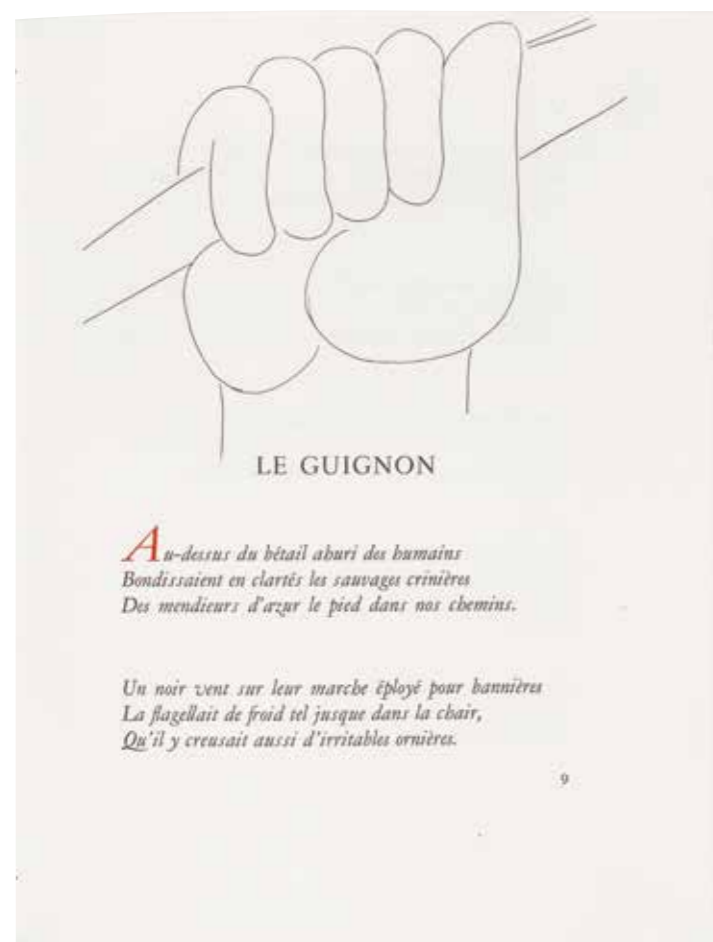 LE GUIGNON
Au-dessus du bétail ahuri des humains
Bondissaient en clartés les sauvages crinières
Des mendieurs d'azur le pied dans nos chemins.
Un noir vent sur leur marche éployé pour bannières
La flagellait de froid tel jusque dans la chair,
Qu'il y creusait aussi d'irritables ornières.
9